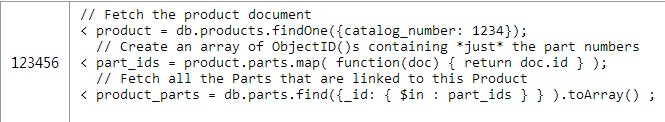 // Fetch the product document
< product = db.products.findOne({catalog_number: 1234});
// Create an array of ObjectID()s containing *just* the part numbers
123456 < part_ids = product.parts.map( function(doc) { return doc.id } );
// Fetch all the Parts that are linked to this Product
< product_parts = db.parts.find({_id: { $in : part_ids } } ).toArray() ;